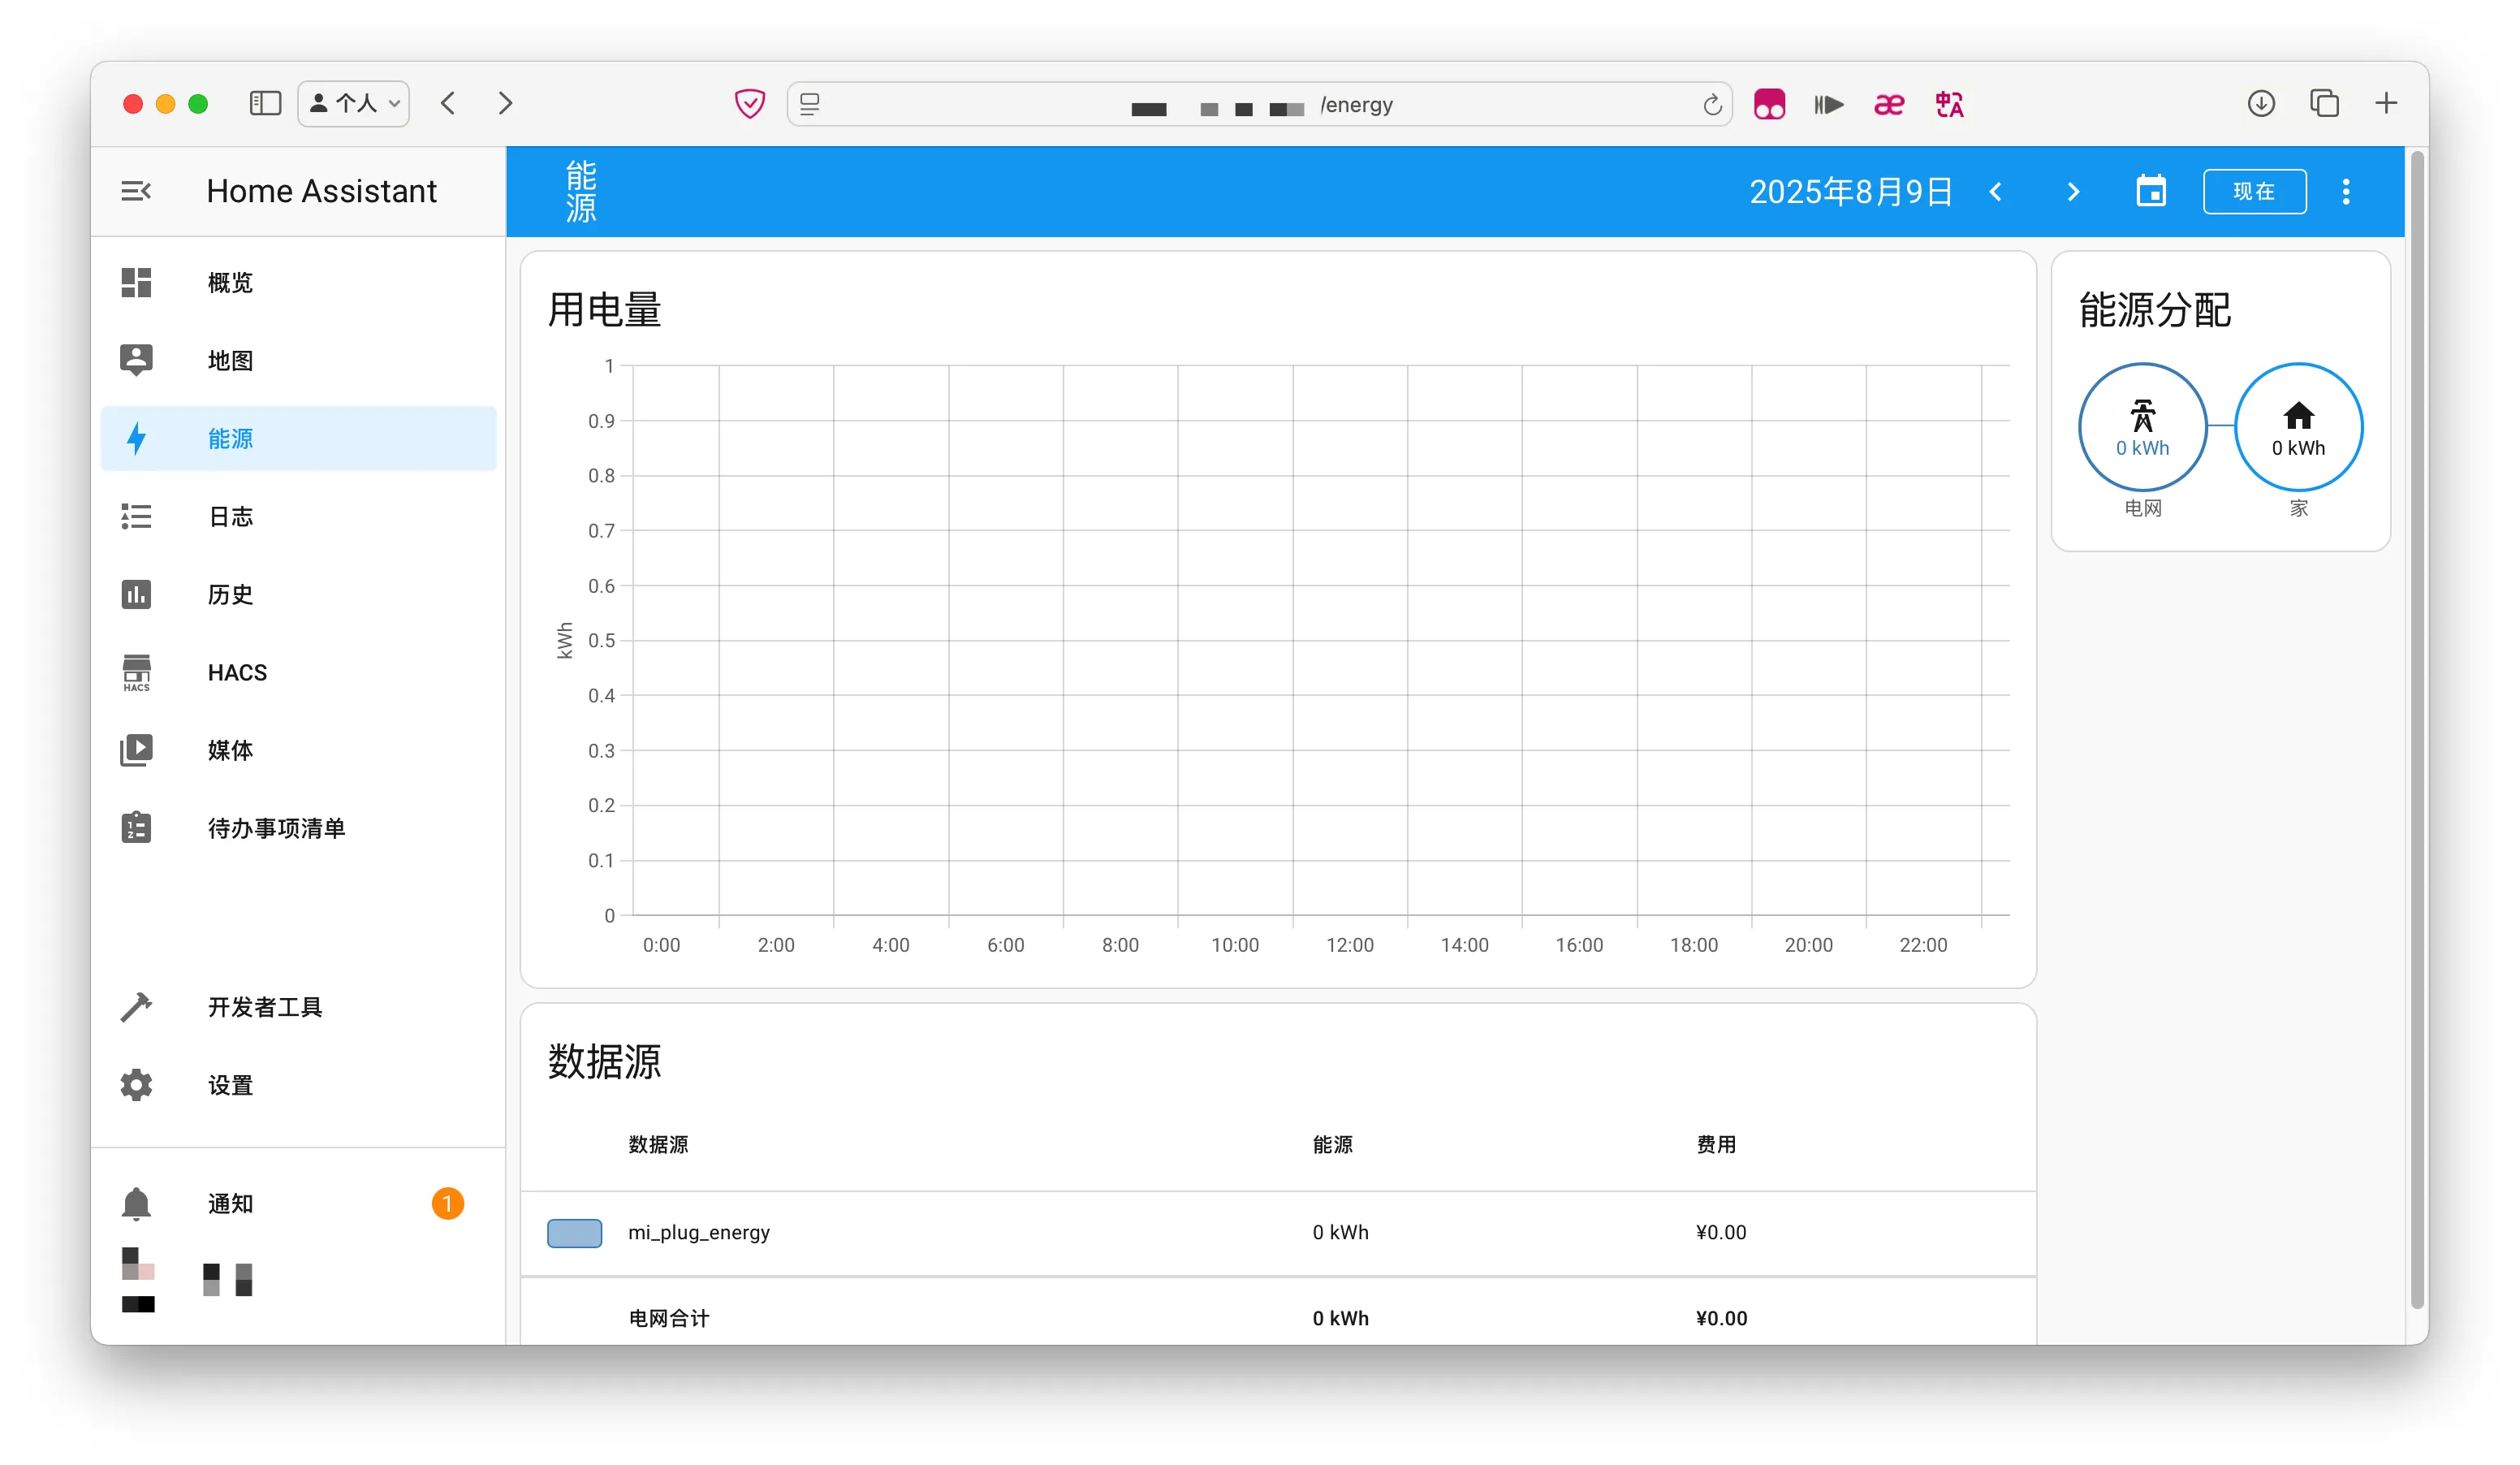 个人
/energy
Home Assistant
能源
2025年8月9日
现在
概览
地图
能源
日志
历史
HACS
HACS
媒体
待办事项清单
开发者工具
设置
通知
1
用电量
kWh
1
0.9
0.8
0.7
0.6
0.5
0.4
0.3
0.2
0.1
0
0:00 2:00 4:00 6:00 8:00 10:00 12:00 14:00 16:00 18:00 20:00 22:00
能源分配
0 kWh 0 kWh
电网 家
数据源
数据源 能源 费用
mi_plug_energy 0 kWh ¥0.00
电网合计 0 kWh ¥0.00